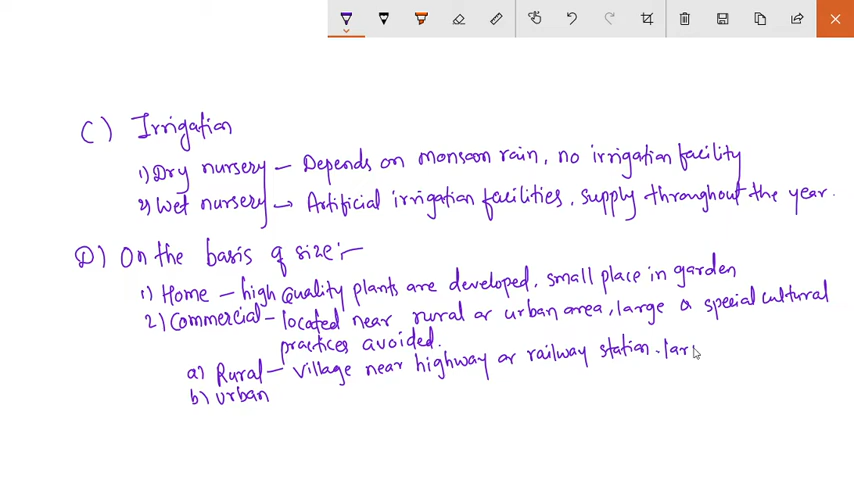 C) Irrigation
1) Dry nursery – Depends on monsoon rain, no irrigation facility
2) Wet nursery → Artificial irrigation facilities, supply throughout the year.
D) On the basis of size:–
1) Home – high quality plants are developed, small place in garden
2) Commercial – located near rural or urban area, large & special cultural
practices avoided.
a) Rural – village near highway or railway station. lar
b) urban